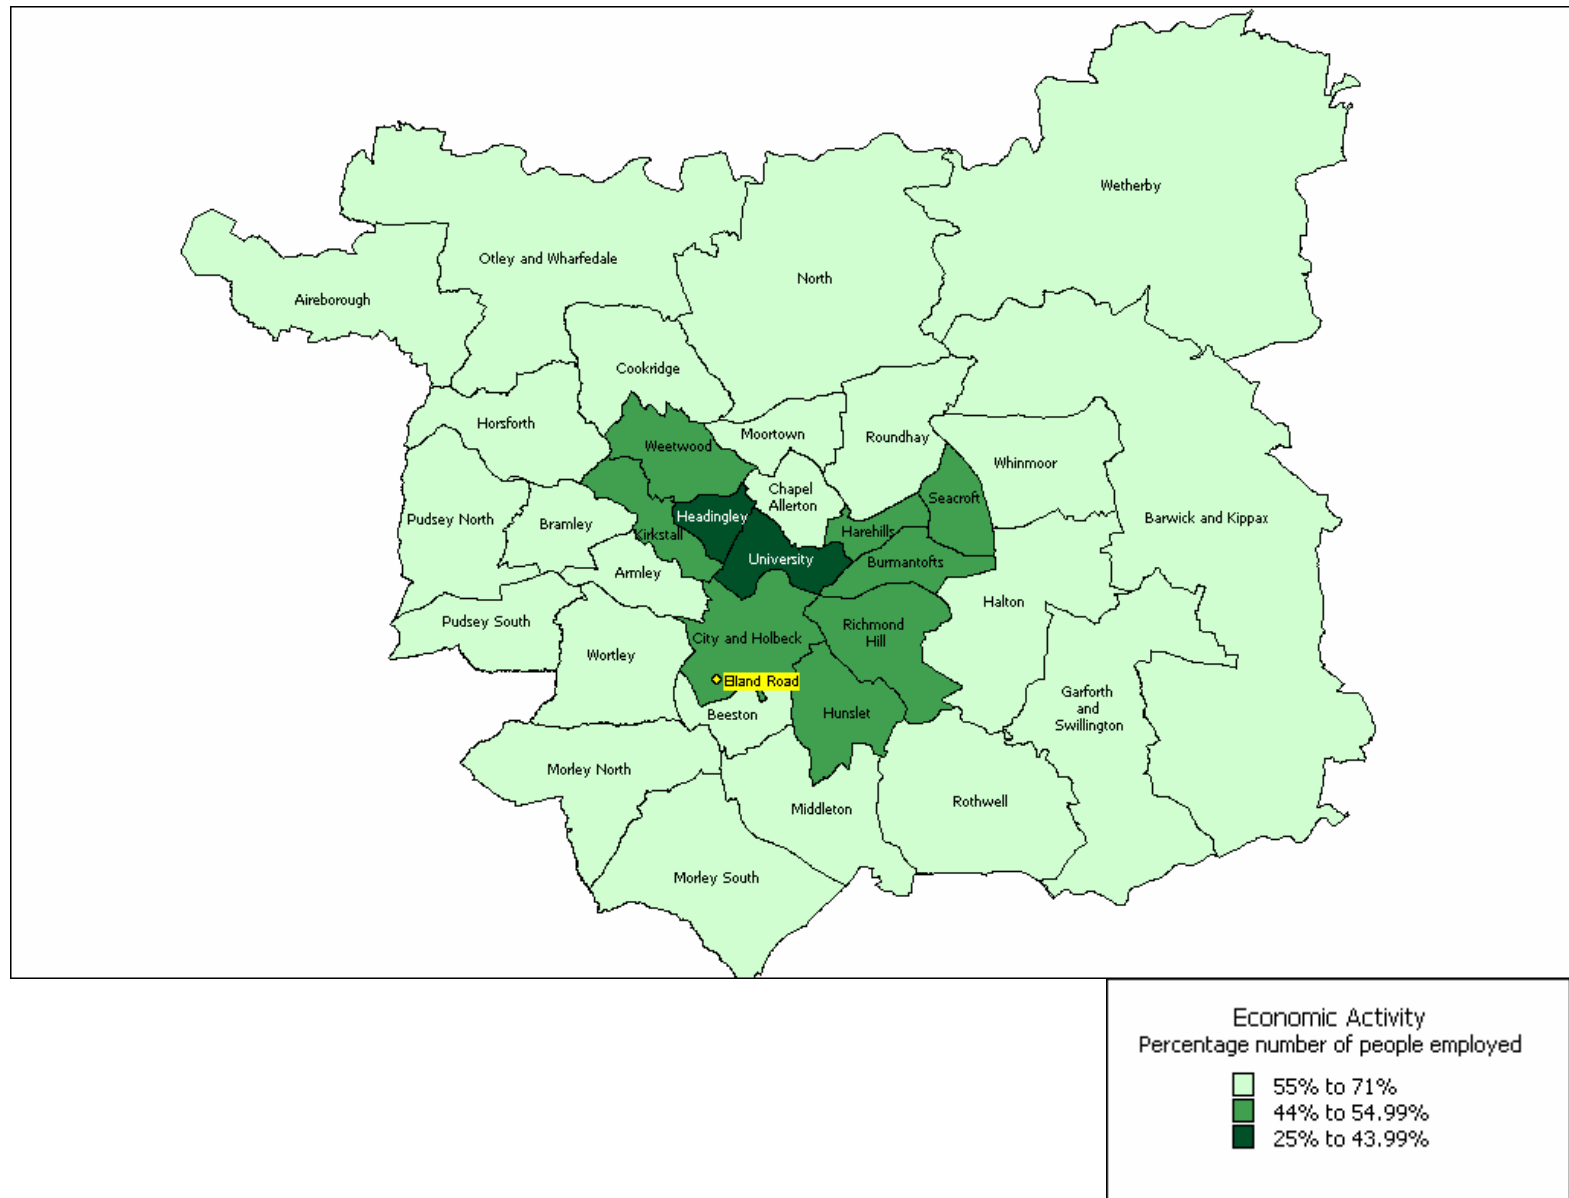 Wetherby
Otley and Wharfedale
North
Aireborough
Cookridge
Horsforth
Moortown
Roundhay
Weetwood
Whinmoor
Chapel
Allerton
Seacroft
Pudsey North
Bramley
Headingley
Barwick and Kippax
Kirkstall
Harehills
University
Burmantofts
Armley
Halton
Pudsey South
Richmond
Hill
City and Holbeck
Wortley
Elland Road
Garforth
and
Swillington
Beeston
Hunslet
Morley North
Middleton
Rothwell
Morley South
Economic Activity
Percentage number of people employed
55% to 71%
44% to 54.99%
25% to 43.99%